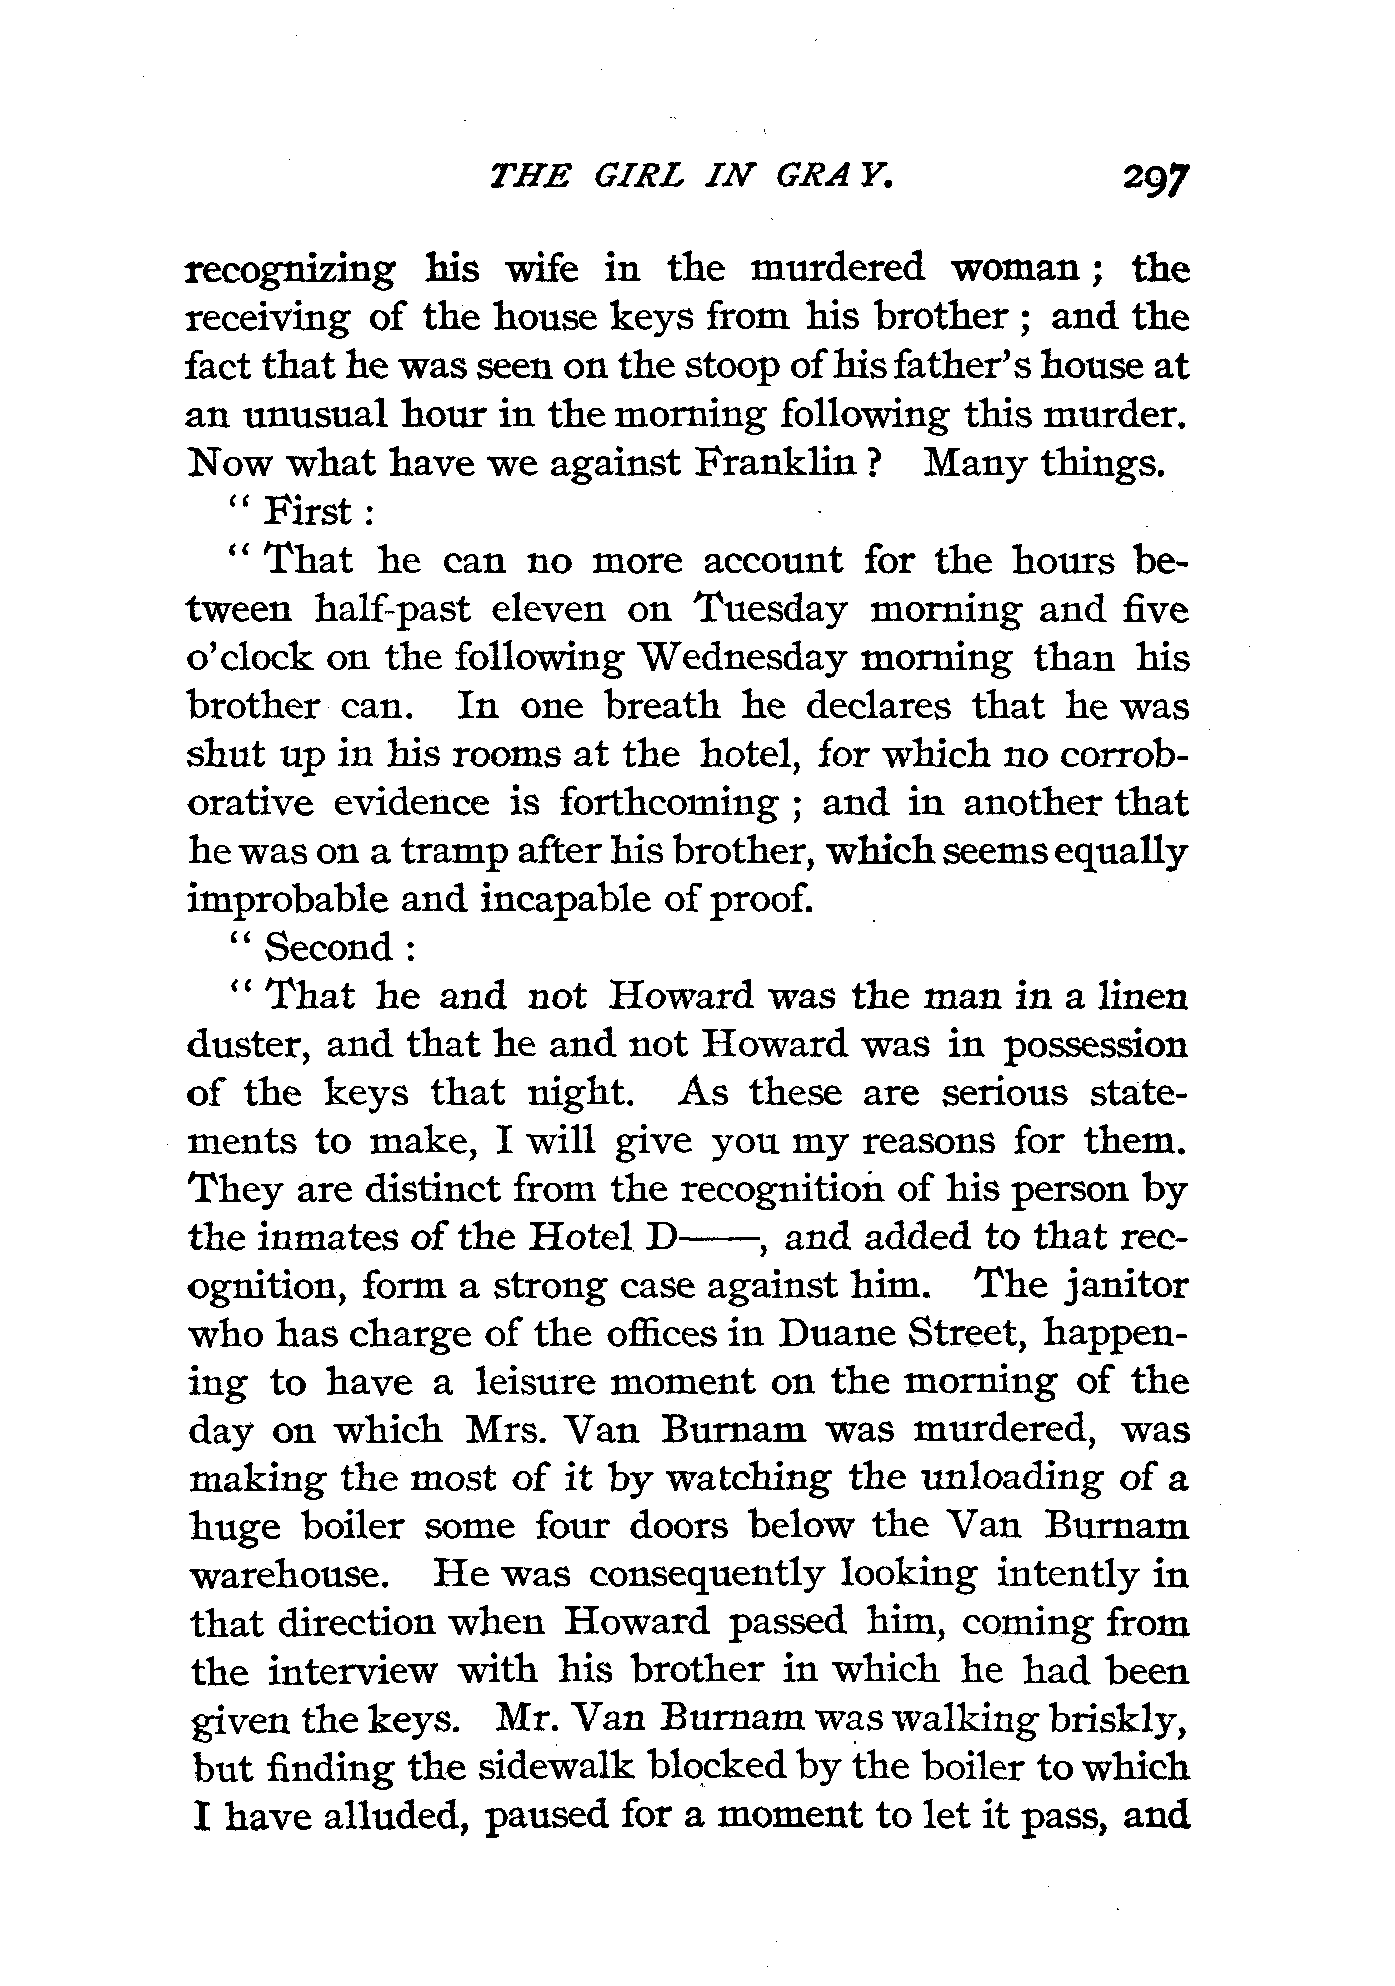 THE GIRL IN GRAY. 297
recognizing his wife in the murdered woman ; the
receiving of the house keys from his brother ; and the
fact that he was seen on the stoop of his father's house at
an unusual hour in the morning following this murder.
Now what have we against Franklin ? Many things.
" First :
" That he can no more account for the hours be-
tween half-past eleven on Tuesday morning and five
o'clock on the following Wednesday morning than his
brother can. In one breath he declares that he was
shut up in his rooms at the hotel, for which no corrob-
orative evidence is forthcoming ; and in another that
he was on a tramp after his brother, which seems equally
improbable and incapable of proof.
" Second :
" That he and not Howard was the man in a linen
duster, and that he and not Howard was in possession
of the keys that night. As these are serious state-
ments to make, I will give you my reasons for them.
They are distinct from the recognition of his person by
the inmates of the Hotel D——, and added to that rec-
ognition, form a strong case against him. The janitor
who has charge of the offices in Duane Street, happen-
ing to have a leisure moment on the morning of the
day on which Mrs. Van Burnam was murdered, was
making the most of it by watching the unloading of a
huge boiler some four doors below the Van Burnam
warehouse. He was consequently looking intently in
that direction when Howard passed him, coming from
the interview with his brother in which he had been
given the keys. Mr. Van Burnam was walking briskly,
but finding the sidewalk blocked by the boiler to which
I have alluded, paused for a moment to let it pass, and